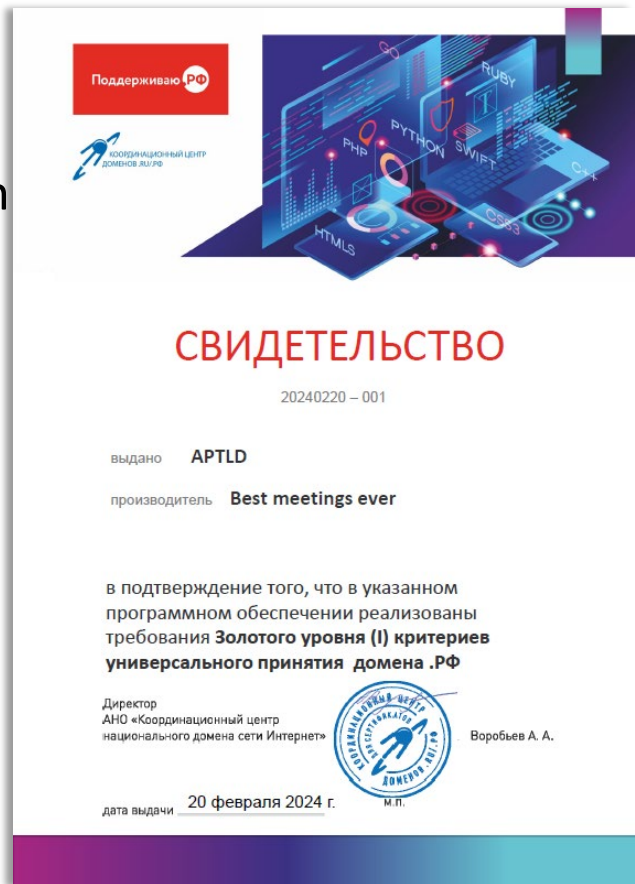 Поддерживаю .РФ
КООРДИНАЦИОННЫЙ ЦЕНТР
ДОМЕНОВ .RU/.РФ
GO
RUBY
PYTHON
SWIFT
PHP
C++
CSS3
HTML5
СВИДЕТЕЛЬСТВО
20240220 – 001
выдано APTLD
производитель Best meetings ever
в подтверждение того, что в указанном
программном обеспечении реализованы
требования Золотого уровня (I) критериев
универсального принятия домена .РФ
Директор
АНО «Координационный центр
национального домена сети Интернет»
КООРДИНАЦИОННЫЙ ЦЕНТР
ДОМЕНОВ .RU/.РФ
ДЛЯ СЕРТИФИКАТОВ
Воробьев А. А.
м.п.
дата выдачи 20 февраля 2024 г.